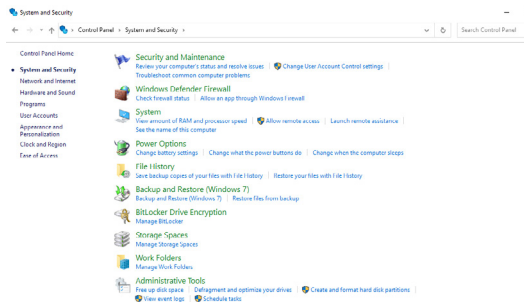 System and Security
Control Panel > System and Security >
Search Control Panel
Control Panel Home
System and Security
Network and Internet
Hardware and Sound
Programs
User Accounts
Appearance and
Personalization
Clock and Region
Ease of Access
Security and Maintenance
Review your computer's status and resolve issues | Change User Account Control settings |
Troubleshoot common computer problems
Windows Defender Firewall
Check firewall status | Allow an app through Windows Firewall
System
View amount of RAM and processor speed | Allow remote access | Launch remote assistance |
See the name of this computer
Power Options
Change battery settings | Change what the power buttons do | Change when the computer sleeps
File History
Save backup copies of your files with File History | Restore your files with File History
Backup and Restore (Windows 7)
Backup and Restore (Windows 7) | Restore files from backup
BitLocker Drive Encryption
Manage BitLocker
Storage Spaces
Manage Storage Spaces
Work Folders
Manage Work Folders
Administrative Tools
Free up disk space | Defragment and optimize your drives | Create and format hard disk partitions |
View event logs | Schedule tasks